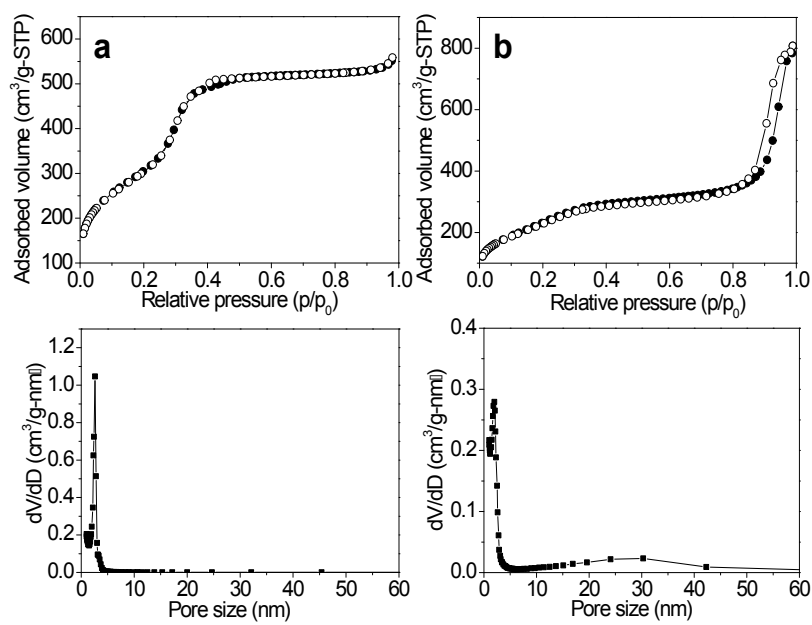 a
600
500
400
300
200
100
Adsorbed volume (cm³/g-STP)
0.0 0.2 0.4 0.6 0.8 1.0
Relative pressure (p/p₀)
b
800
600
400
200
Adsorbed volume (cm³/g-STP)
0.0 0.2 0.4 0.6 0.8 1.0
Relative pressure (p/p₀)
1.2
1.0
0.8
0.6
0.4
0.2
0.0
dV/dD (cm³/g-nm▯)
0 10 20 30 40 50 60
Pore size (nm)
0.4
0.3
0.2
0.1
0.0
dV/dD (cm³/g-nm▯)
0 10 20 30 40 50 60
Pore size (nm)